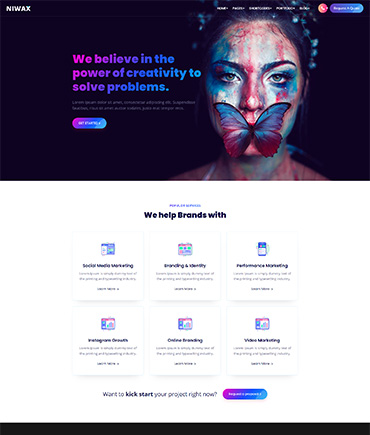 NIWAX
HOME PAGES SHORTCODES PORTFOLIO BLOG
Request A Quote
We believe in the
power of creativity to
solve problems.
Lorem ipsum dolor sit amet, consectetur adipiscing elit. Suspendisse
GET STARTED
POPULAR SERVICES
We help Brands with
Social Media Marketing
Lorem Ipsum is simply dummy text of
the printing and typesetting industry.
Learn More
Branding & Identity
Lorem Ipsum is simply dummy text of
the printing and typesetting industry.
Learn More
Performance Marketing
Lorem Ipsum is simply dummy text of
the printing and typesetting industry.
Learn More
Instagram Growth
Lorem Ipsum is simply dummy text of
the printing and typesetting industry.
Learn More
Online Branding
Lorem Ipsum is simply dummy text of
the printing and typesetting industry.
Learn More
Video Marketing
Lorem Ipsum is simply dummy text of
the printing and typesetting industry.
Learn More
Want to kick start your project right now?
Request a proposal